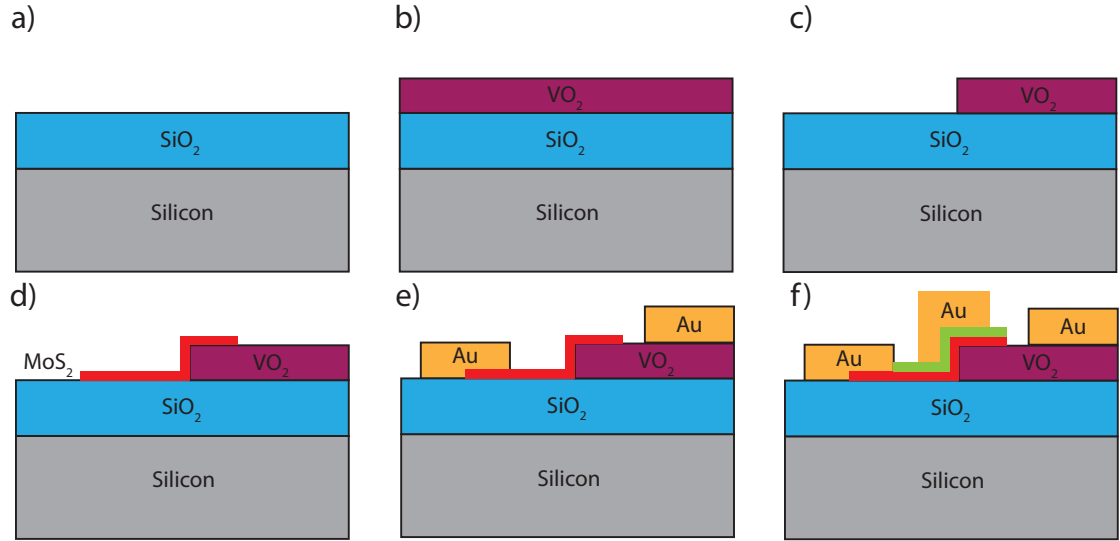 a)
SiO₂
Silicon
b)
VO₂
SiO₂
Silicon
c)
VO₂
SiO₂
Silicon
d)
MoS₂
VO₂
SiO₂
Silicon
e)
Au
Au
VO₂
SiO₂
Silicon
f)
Au
Au
Au
VO₂
SiO₂
Silicon